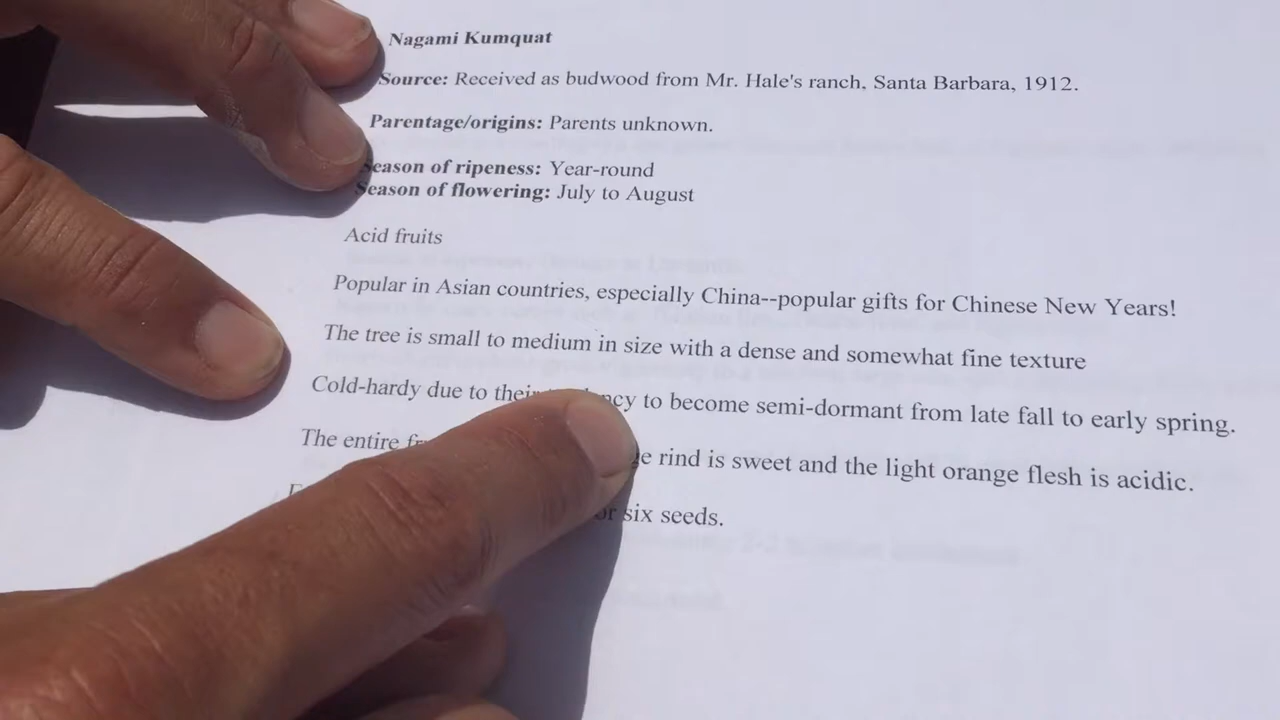 Nagami Kumquat
Source: Received as budwood from Mr. Hale's ranch, Santa Barbara, 1912.
Parentage/origins: Parents unknown.
Season of ripeness: Year-round
Season of flowering: July to August
Acid fruits
Popular in Asian countries, especially China--popular gifts for Chinese New Years!
The tree is small to medium in size with a dense and somewhat fine texture
Cold-hardy due to their to become semi-dormant from late fall to early spring.
The entire rind is sweet and the light orange flesh is acidic.
or six seeds.